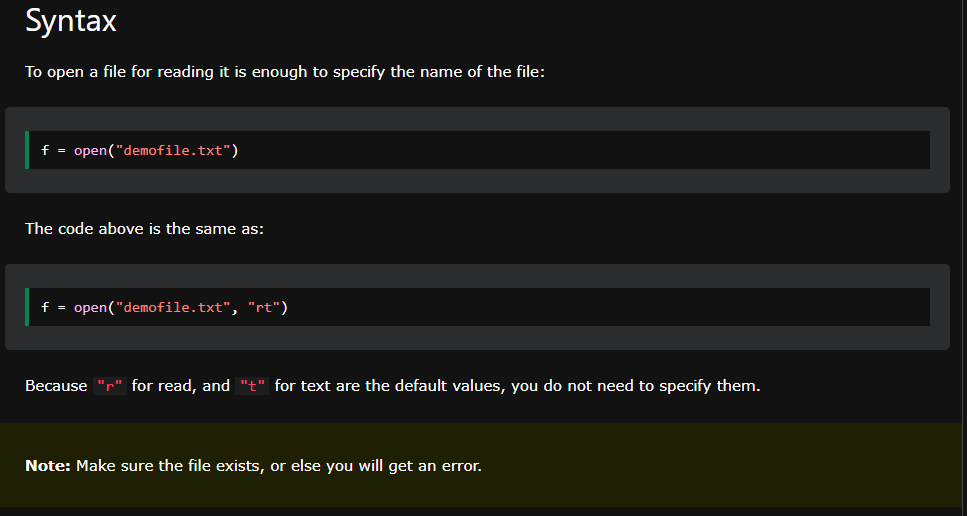 Syntax
To open a file for reading it is enough to specify the name of the file:
f = open("demofile.txt")
The code above is the same as:
f = open("demofile.txt", "rt")
Because "r" for read, and "t" for text are the default values, you do not need to specify them.
Note: Make sure the file exists, or else you will get an error.